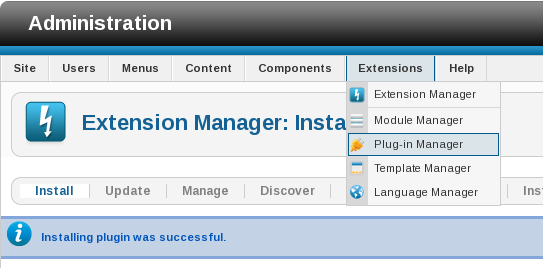 Administration
Site Users Menus Content Components Extensions Help
Extension Manager
Module Manager
Plug-in Manager
Template Manager
Language Manager
Extension Manager: Insta
Install Update Manage Discover
Installing plugin was successful.